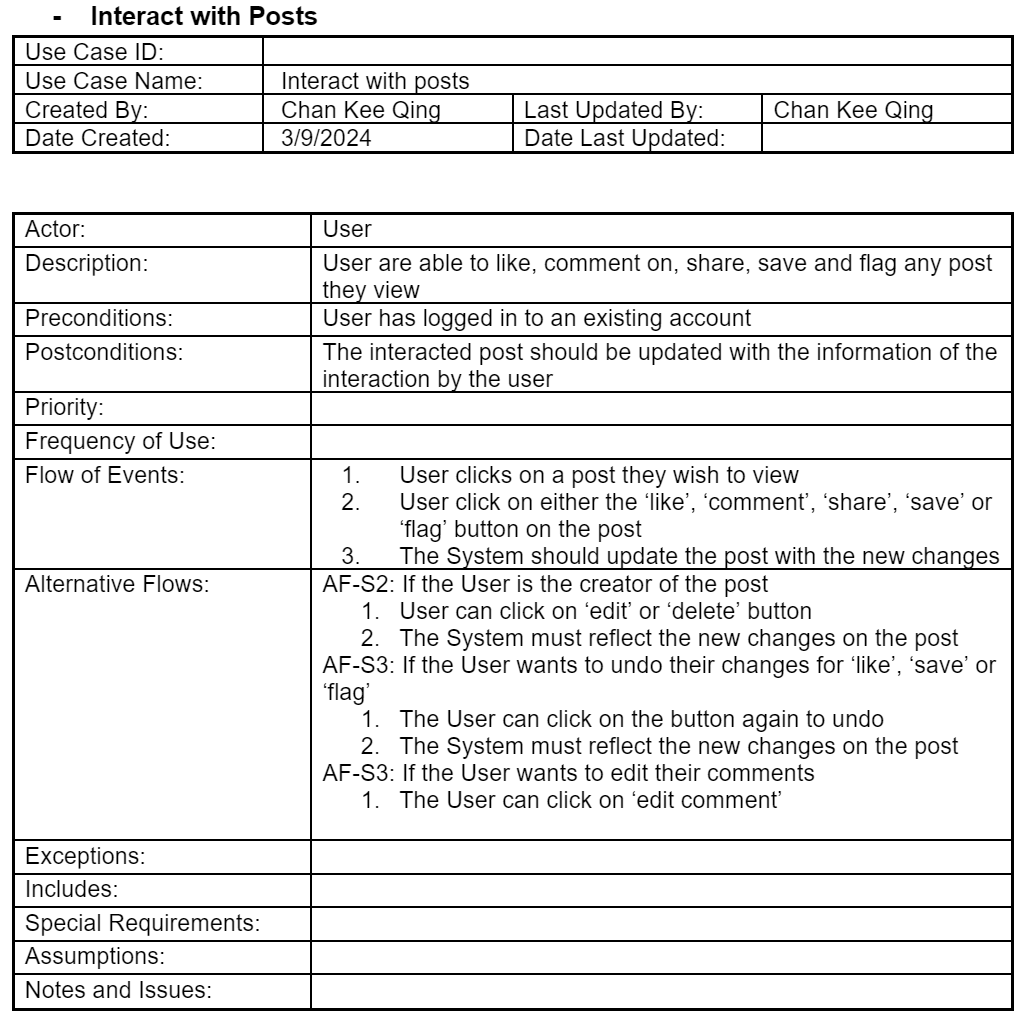 - Interact with Posts
Use Case ID:
Use Case Name: Interact with posts
Created By: Chan Kee Qing Last Updated By: Chan Kee Qing
Date Created: 3/9/2024 Date Last Updated:
Actor: User
Description: User are able to like, comment on, share, save and flag any post
they view
Preconditions: User has logged in to an existing account
Postconditions: The interacted post should be updated with the information of the
interaction by the user
Priority:
Frequency of Use:
Flow of Events: 1. User clicks on a post they wish to view
2. User click on either the ‘like’, ‘comment’, ‘share’, ‘save’ or
‘flag’ button on the post
3. The System should update the post with the new changes
Alternative Flows: AF-S2: If the User is the creator of the post
1. User can click on ‘edit’ or ‘delete’ button
2. The System must reflect the new changes on the post
AF-S3: If the User wants to undo their changes for ‘like’, ‘save’ or
‘flag’
1. The User can click on the button again to undo
2. The System must reflect the new changes on the post
AF-S3: If the User wants to edit their comments
1. The User can click on ‘edit comment’
Exceptions:
Includes:
Special Requirements:
Assumptions:
Notes and Issues: